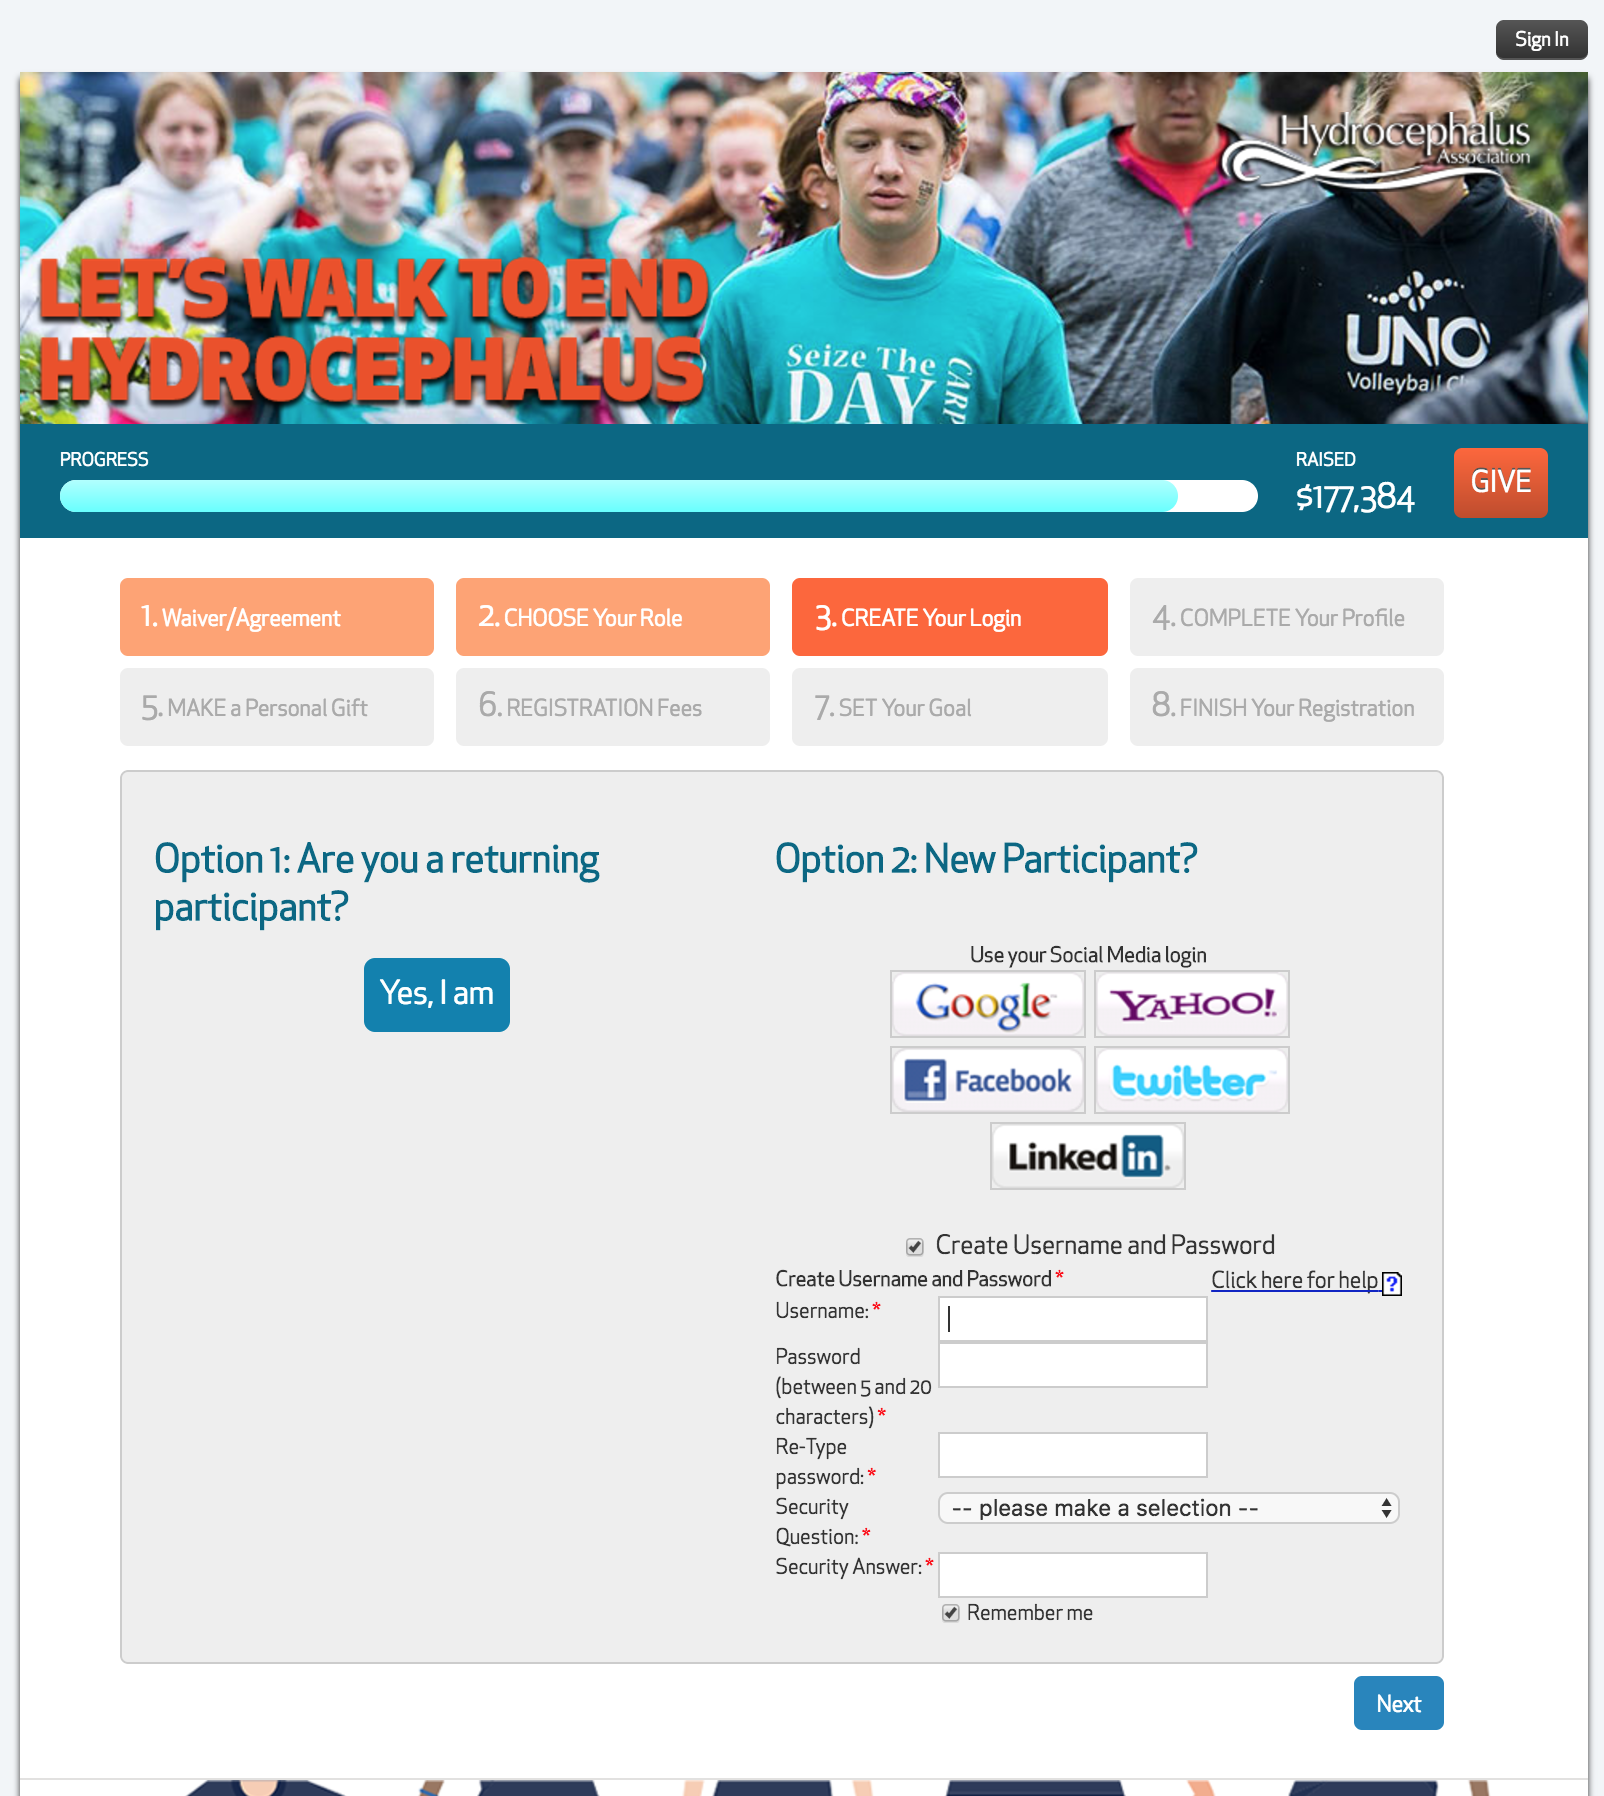 Sign In
Hydrocephalus
Association
LET'S WALK TO END
HYDROCEPHALUS
Seize The
DAY
CARP
UNO
Volleyball
PROGRESS
RAISED
$177,384
GIVE
1. Waiver/Agreement
2. CHOOSE Your Role
3. CREATE Your Login
4. COMPLETE Your Profile
5. MAKE a Personal Gift
6. REGISTRATION Fees
7. SET Your Goal
8. FINISH Your Registration
Option 1: Are you a returning
participant?
Yes, I am
Option 2: New Participant?
Use your Social Media login
Google™
YAHOO!
Facebook
twitter™
Linked in®
Create Username and Password
Create Username and Password *
Click here for help ?
Username: *
Password
(between 5 and 20
characters) *
Re-Type
password: *
Security
Question: *
-- please make a selection --
Security Answer: *
Remember me
Next